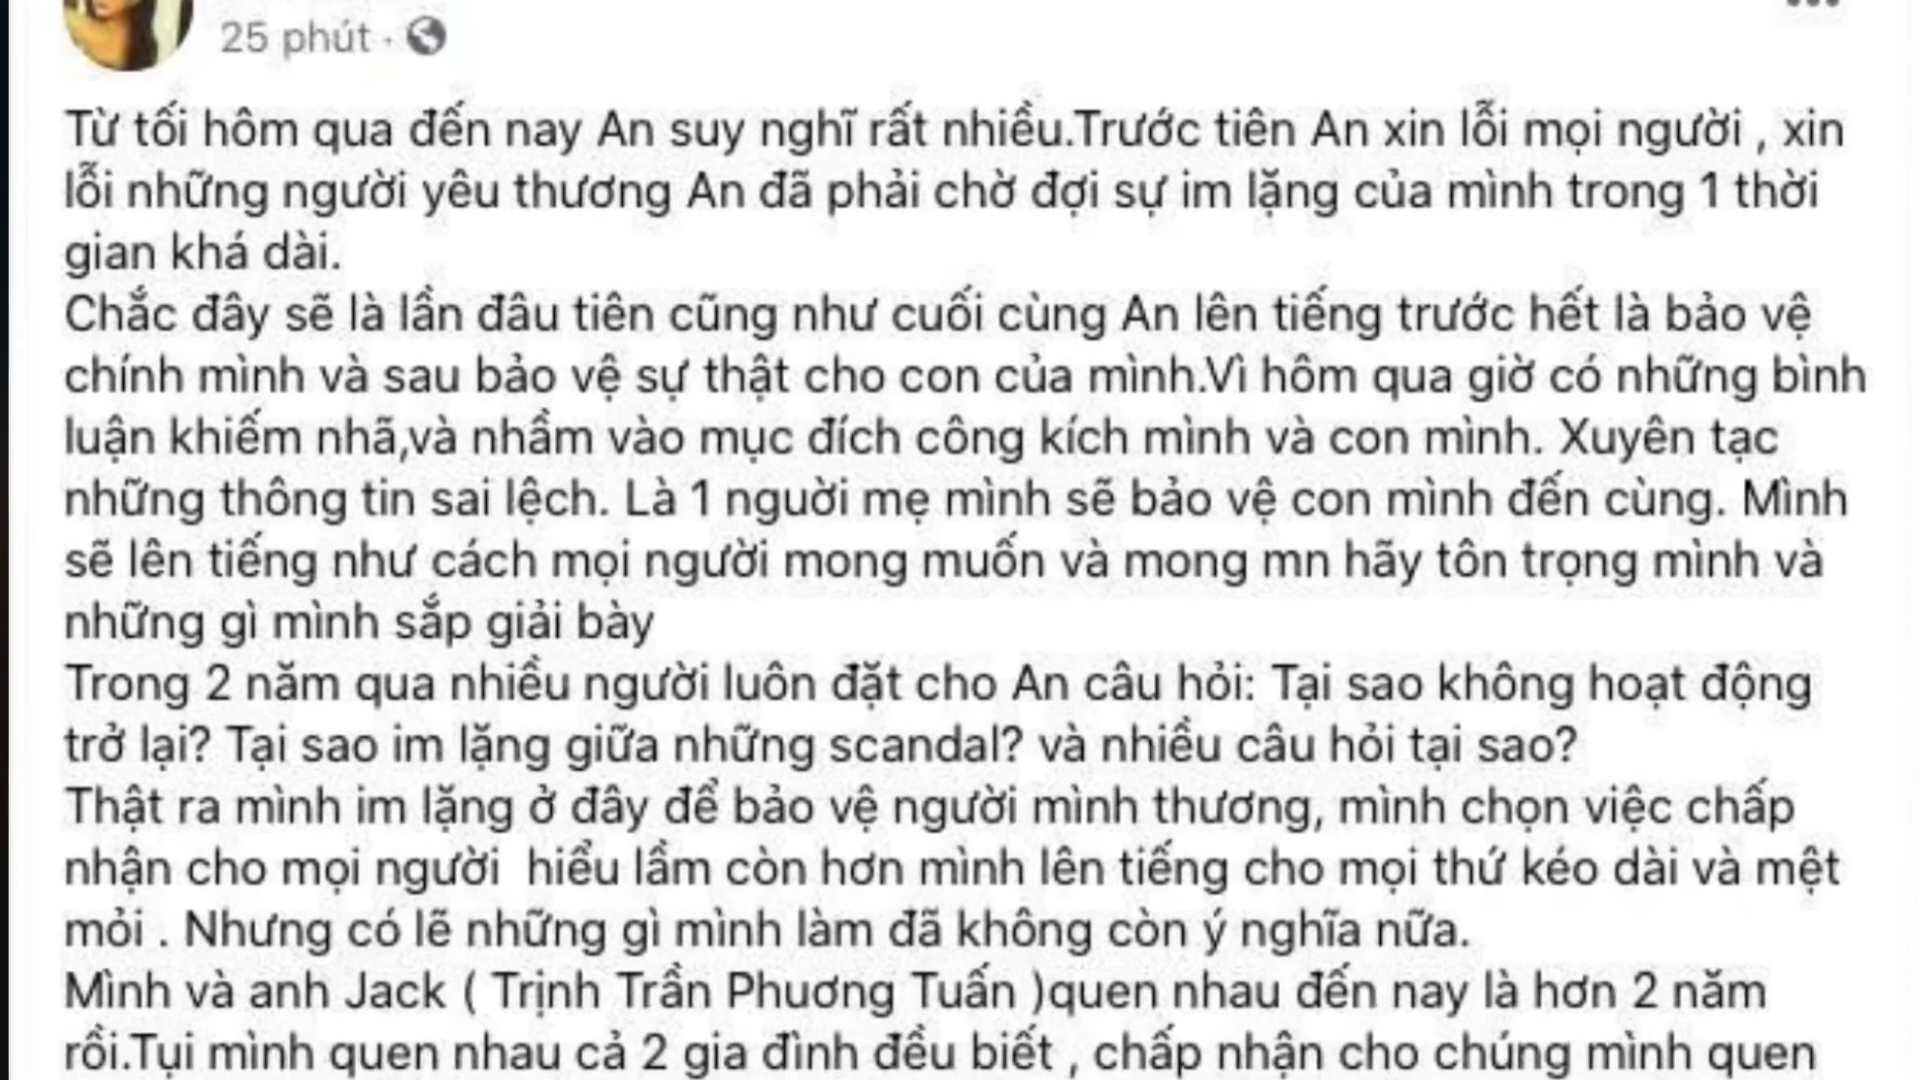 25 phút ·
Từ tối hôm qua đến nay An suy nghĩ rất nhiều.Trước tiên An xin lỗi mọi người , xin
lỗi những người yêu thương An đã phải chờ đợi sự im lặng của mình trong 1 thời
gian khá dài.
Chắc đây sẽ là lần đâu tiên cũng như cuối cùng An lên tiếng trước hết là bảo vệ
chính mình và sau bảo vệ sự thật cho con của mình.Vì hôm qua giờ có những bình
luận khiếm nhã,và nhầm vào mục đích công kích mình và con mình. Xuyên tạc
những thông tin sai lệch. Là 1 nguời mẹ mình sẽ bảo vệ con mình đến cùng. Mình
sẽ lên tiếng như cách mọi người mong muốn và mong mn hãy tôn trọng mình và
những gì mình sắp giải bày
Trong 2 năm qua nhiều người luôn đặt cho An câu hỏi: Tại sao không hoạt động
trở lại? Tại sao im lặng giữa những scandal? và nhiều câu hỏi tại sao?
Thật ra mình im lặng ở đây để bảo vệ người mình thương, mình chọn việc chấp
nhận cho mọi người  hiểu lầm còn hơn mình lên tiếng cho mọi thứ kéo dài và mệt
mỏi . Nhưng có lẽ những gì mình làm đã không còn ý nghĩa nữa.
Mình và anh Jack ( Trịnh Trần Phuơng Tuấn )quen nhau đến nay là hơn 2 năm
rồi.Tụi mình quen nhau cả 2 gia đình đều biết , chấp nhận cho chúng mình quen